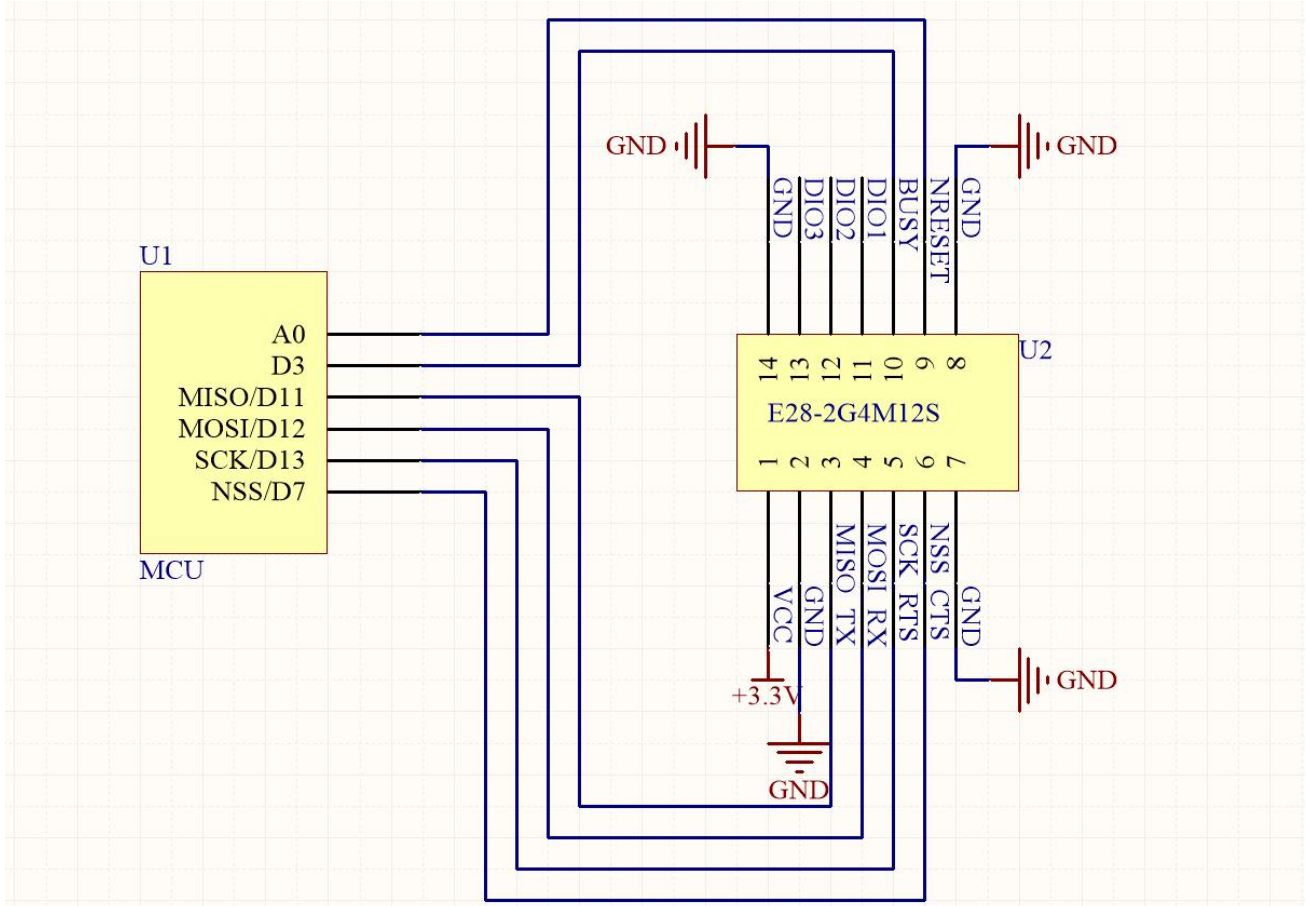 GND
GND
GND
DIO3
DIO2
DIO1
BUSY
NRESET
GND
U1
A0
D3
MISO/D11
MOSI/D12
SCK/D13
NSS/D7
MCU
U2
14
13
12
11
10
9
8
E28-2G4M12S
1
2
3
4
5
6
7
VCC
GND
MISO_TX
MOSI_RX
SCK_RTS
NSS_CTS
GND
+3.3V
GND
GND